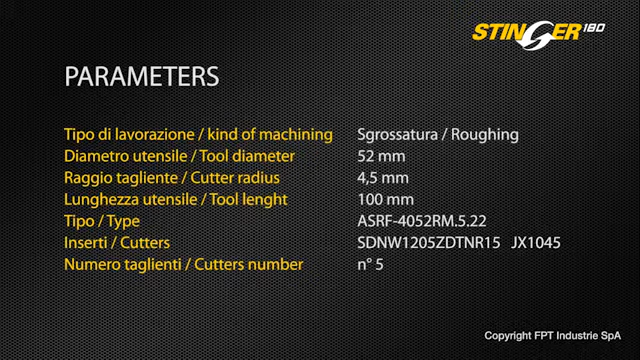 STINGER 180
PARAMETERS
Tipo di lavorazione / kind of machining Sgrossatura / Roughing
Diametro utensile / Tool diameter 52 mm
Raggio tagliente / Cutter radius 4,5 mm
Lunghezza utensile / Tool lenght 100 mm
Tipo / Type ASRF-4052RM.5.22
Inserti / Cutters SDNW1205ZDTNR15 JX1045
Numero taglienti / Cutters number n° 5
Copyright FPT Industrie SpA